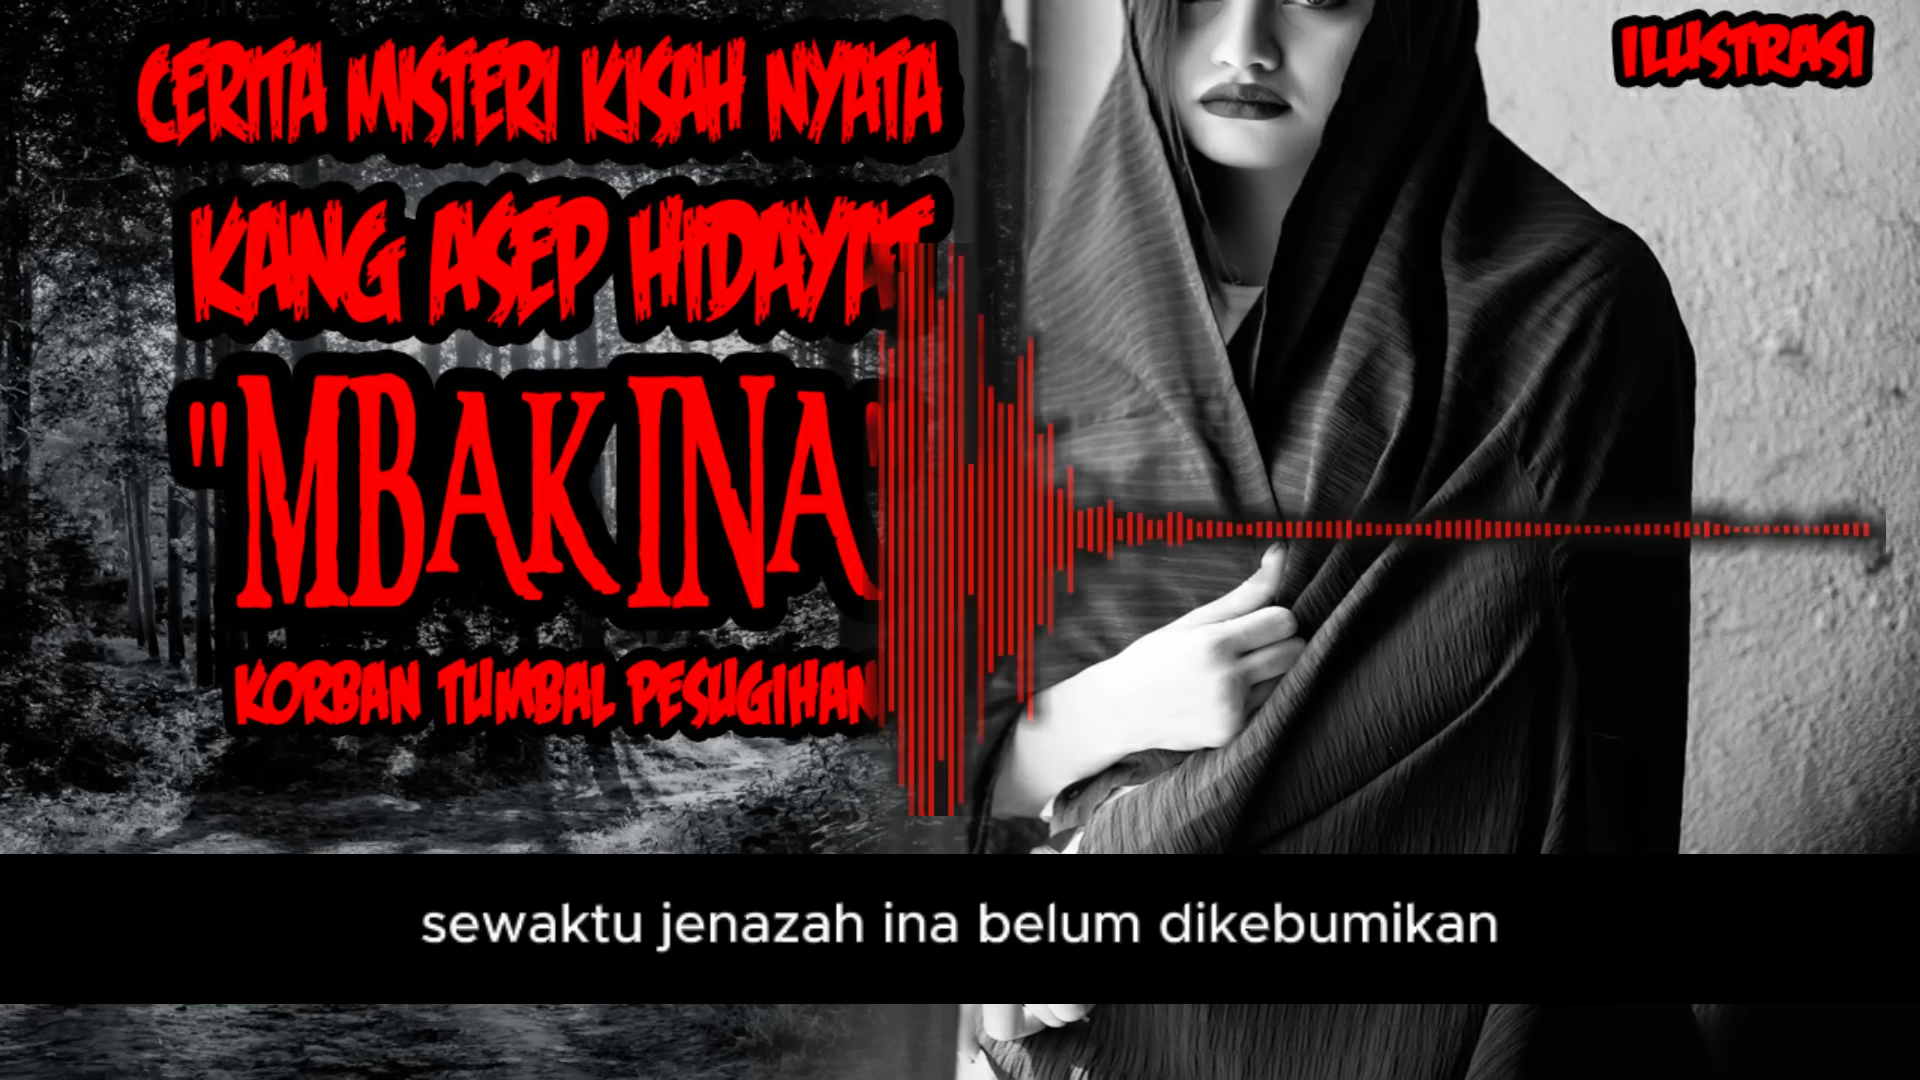 CERITA MISTERI KISAH NYATA
ILUSTRASI
KANG ASEP HIDAYAT
"MBAK INA"
KORBAN TUMBAL PESUGIHAN
sewaktu jenazah ina belum dikebumikan